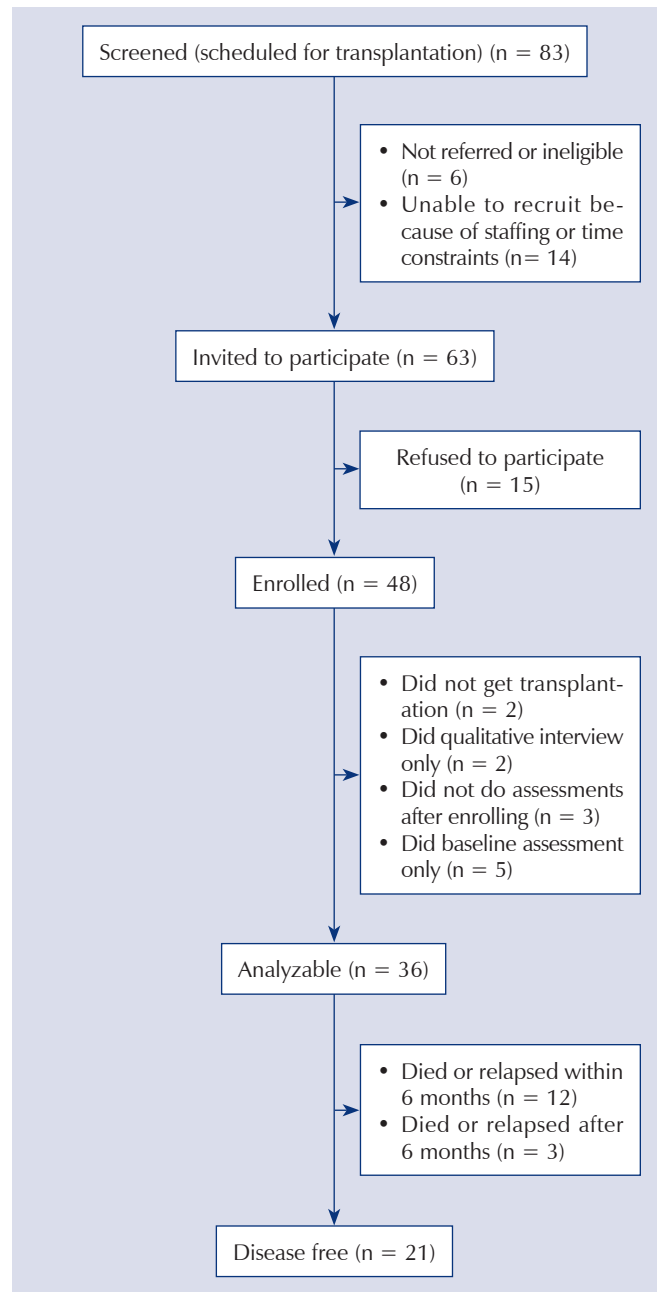 Screened (scheduled for transplantation) (n = 83)
• Not referred or ineligible
(n = 6)
• Unable to recruit be-
cause of staffing or time
constraints (n= 14)
Invited to participate (n = 63)
Refused to participate
(n = 15)
Enrolled (n = 48)
• Did not get transplant-
ation (n = 2)
• Did qualitative interview
only (n = 2)
• Did not do assessments
after enrolling (n = 3)
• Did baseline assessment
only (n = 5)
Analyzable (n = 36)
• Died or relapsed within
6 months (n = 12)
• Died or relapsed after
6 months (n = 3)
Disease free (n = 21)